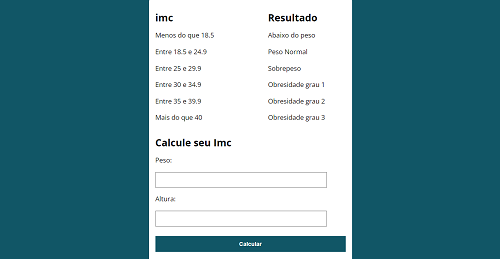 imc Resultado
Menos do que 18.5 Abaixo do peso
Entre 18.5 e 24.9 Peso Normal
Entre 25 e 29.9 Sobrepeso
Entre 30 e 34.9 Obresidade grau 1
Entre 35 e 39.9 Obresidade grau 2
Mais do que 40 Obresidade grau 3
Calcule seu Imc
Peso:
Altura:
Calcular